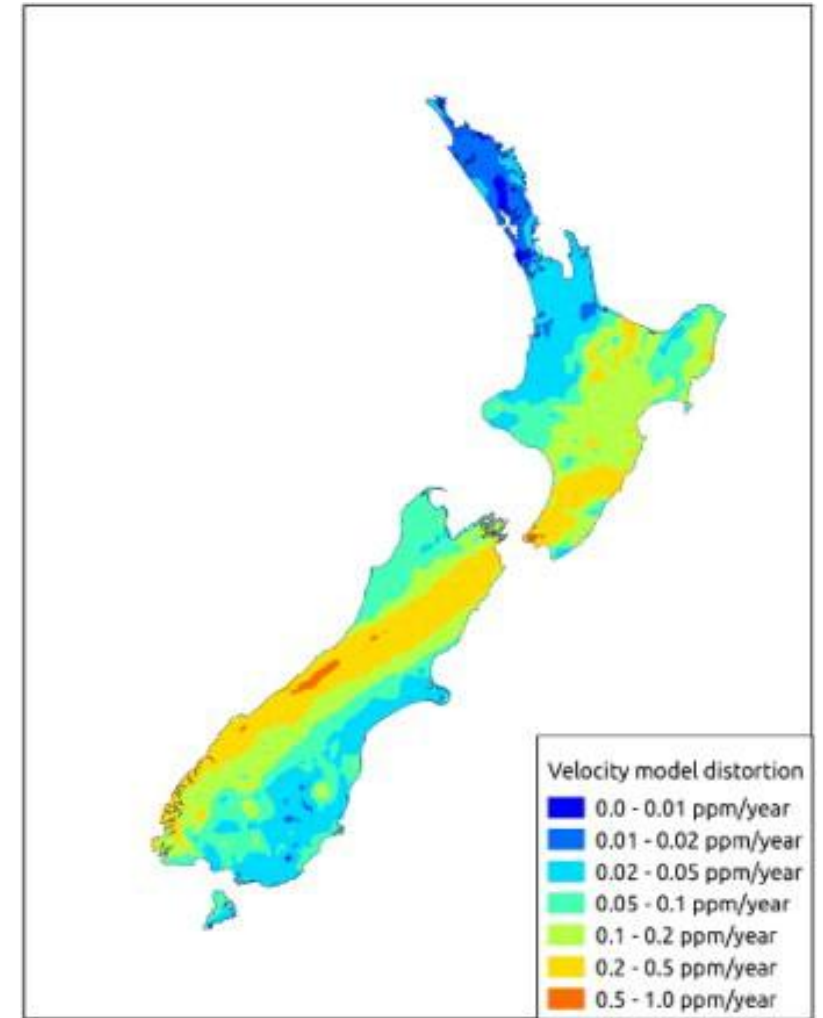 Velocity model distortion
0.0 - 0.01 ppm/year
0.01 - 0.02 ppm/year
0.02 - 0.05 ppm/year
0.05 - 0.1 ppm/year
0.1 - 0.2 ppm/year
0.2 - 0.5 ppm/year
0.5 - 1.0 ppm/year